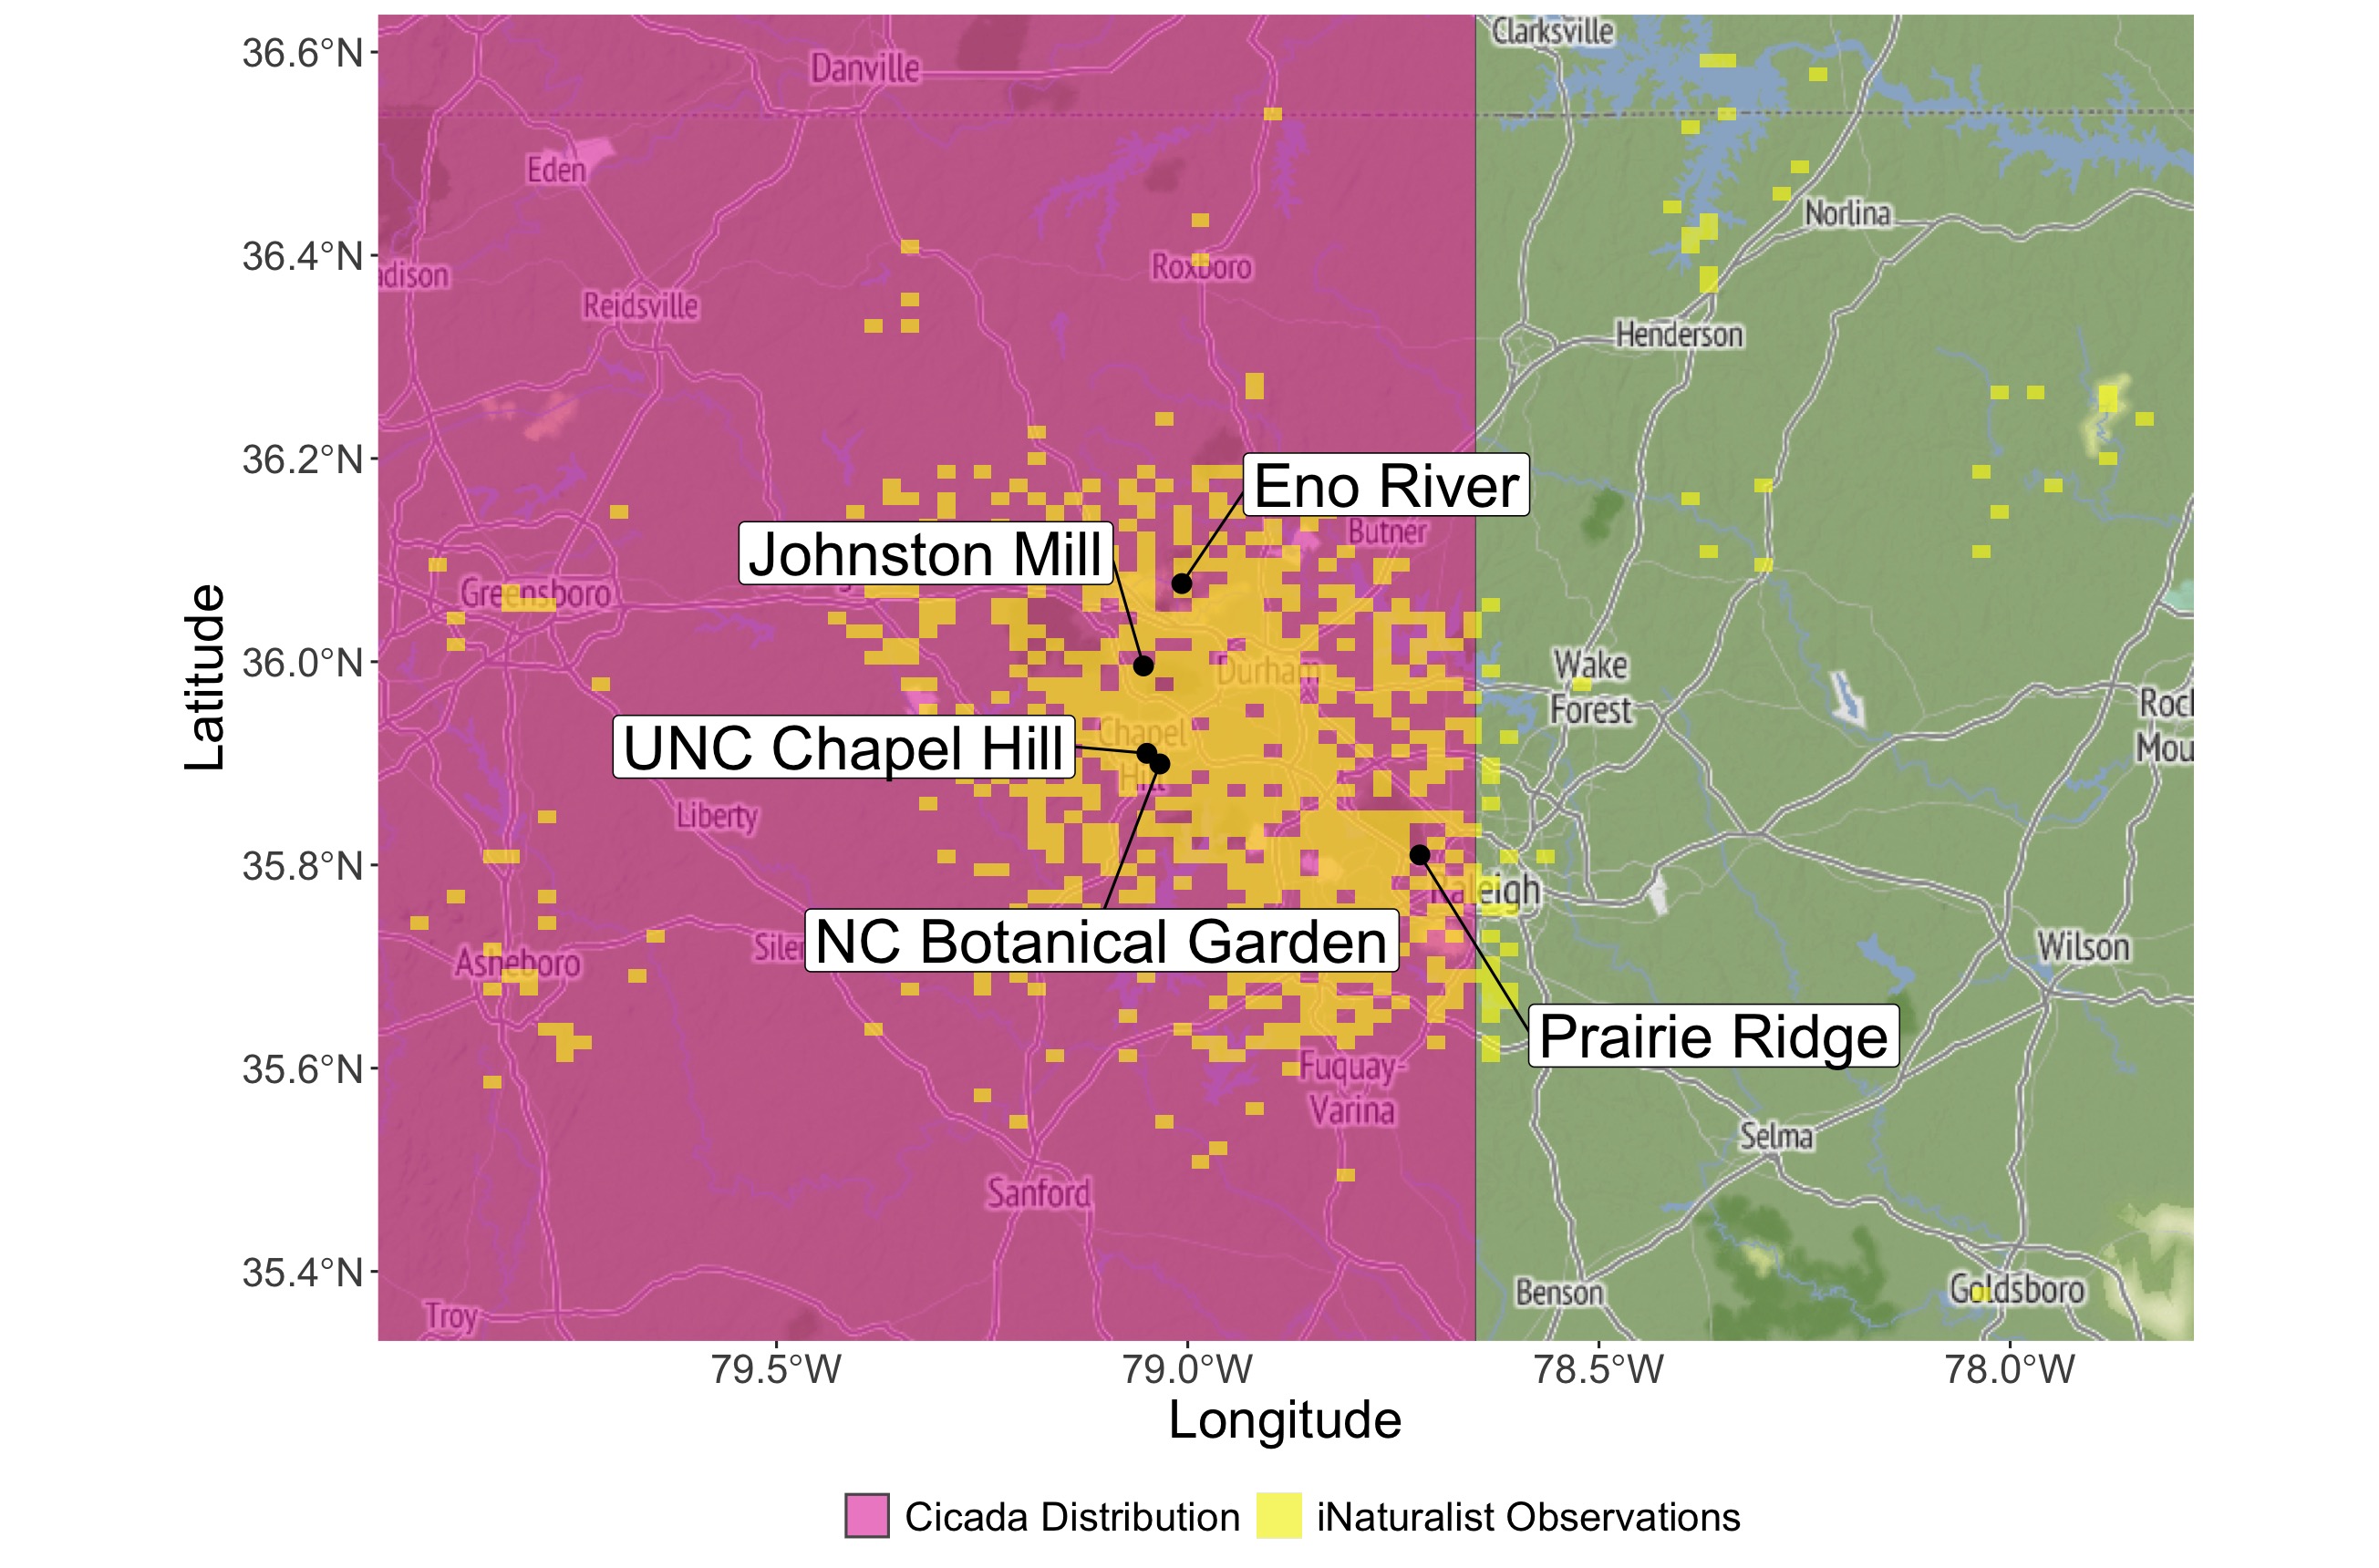 36.6°N
36.4°N
36.2°N
36.0°N
35.8°N
35.6°N
35.4°N
Latitude
Clarksville
Danville
Eden
Norlina
adison
Roxboro
Reidsville
Henderson
Eno River
Butner
Johnston Mill
Greensboro
Durham
Wake
Forest
Rocl
Mou
Chapel
Hill
UNC Chapel Hill
Liberty
Raleigh
NC Botanical Garden
Siler
Asheboro
Wilson
Prairie Ridge
Fuquay-
Varina
Selma
Sanford
Benson
Goldsboro
Troy
79.5°W
79.0°W
78.5°W
78.0°W
Longitude
Cicada Distribution
iNaturalist Observations